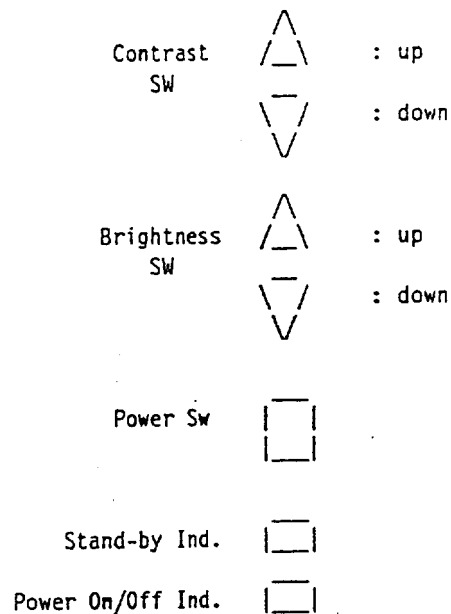 Contrast : up
SW
: down
Brightness : up
SW
: down
Power Sw
Stand-by Ind.
Power On/Off Ind.